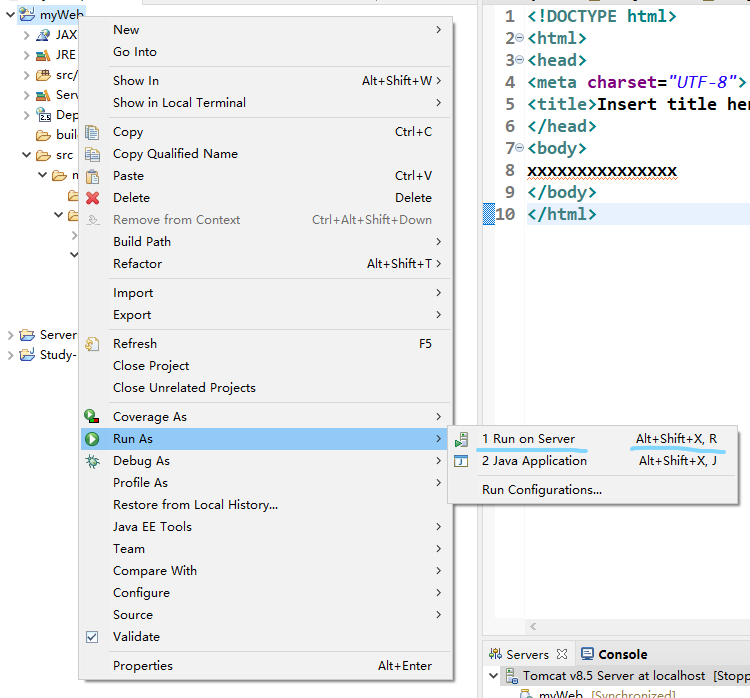 myWeb
JAX
JRE
src/
Serv
Dep
buil
src
Server
Study-
New
Go Into
Show In Alt+Shift+W
Show in Local Terminal
Copy Ctrl+C
Copy Qualified Name
Paste Ctrl+V
Delete Delete
Remove from Context Ctrl+Alt+Shift+Down
Build Path
Refactor Alt+Shift+T
Import
Export
Refresh F5
Close Project
Close Unrelated Projects
Coverage As
Run As
Debug As
Profile As
Restore from Local History...
Java EE Tools
Team
Compare With
Configure
Source
Validate
Properties Alt+Enter
1 Run on Server Alt+Shift+X, R
2 Java Application Alt+Shift+X, J
Run Configurations...
1 <!DOCTYPE html>
2 <html>
3 <head>
4 <meta charset="UTF-8">
5 <title>Insert title her
6 </head>
7 <body>
8 xxxxxxxxxxxxxxx
9 </body>
10 </html>
Servers Console
Tomcat v8.5 Server at localhost [Stopp
myWeb [Synchronized]